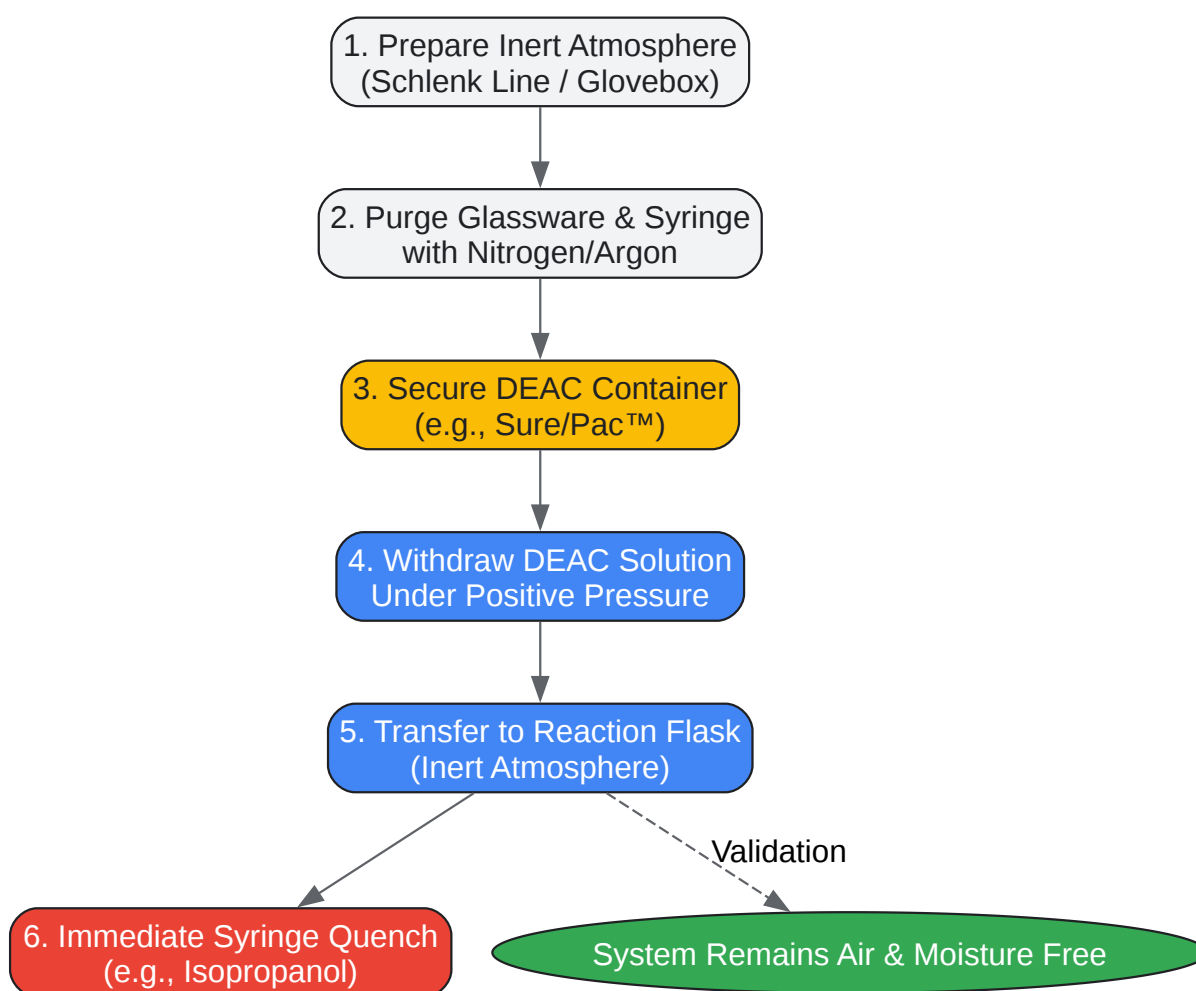 1. Prepare Inert Atmosphere
(Schlenk Line / Glovebox)
2. Purge Glassware & Syringe
with Nitrogen/Argon
3. Secure DEAC Container
(e.g., Sure/Pac™)
4. Withdraw DEAC Solution
Under Positive Pressure
5. Transfer to Reaction Flask
(Inert Atmosphere)
Validation
6. Immediate Syringe Quench
(e.g., Isopropanol)
System Remains Air & Moisture Free